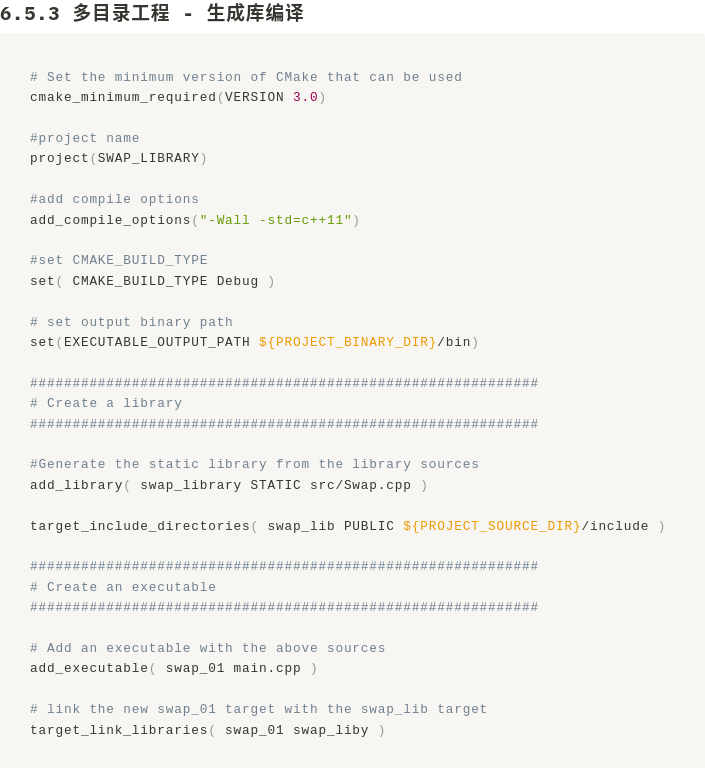 6.5.3 多目录工程 - 生成库编译
# Set the minimum version of CMake that can be used
cmake_minimum_required(VERSION 3.0)
#project name
project(SWAP_LIBRARY)
#add compile options
add_compile_options("-Wall -std=c++11")
#set CMAKE_BUILD_TYPE
set( CMAKE_BUILD_TYPE Debug )
# set output binary path
set(EXECUTABLE_OUTPUT_PATH ${PROJECT_BINARY_DIR}/bin)
############################################################
# Create a library
############################################################
#Generate the static library from the library sources
add_library( swap_library STATIC src/Swap.cpp )
target_include_directories( swap_lib PUBLIC ${PROJECT_SOURCE_DIR}/include )
############################################################
# Create an executable
############################################################
# Add an executable with the above sources
add_executable( swap_01 main.cpp )
# link the new swap_01 target with the swap_lib target
target_link_libraries( swap_01 swap_liby )